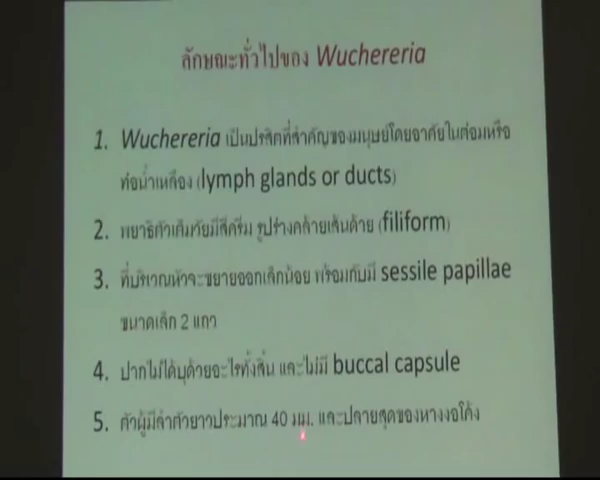 ลักษณะทั่วไปของ Wuchereria
1. Wuchereria เป็นปรสิตที่สำคัญของมนุษย์โดยอาศัยในต่อมหรือ
ท่อน้ำเหลือง (lymph glands or ducts)
2. พยาธิตัวเต็มวัยมีสีครีม รูปร่างคล้ายเส้นด้าย (filiform)
3. ที่บริเวณหัวจะขยายออกเล็กน้อย พร้อมกับมี sessile papillae
ขนาดเล็ก 2 แถว
4. ปากไม่ได้บุด้วยอะไรทั้งสิ้น และไม่มี buccal capsule
5. ตัวผู้มีลำตัวยาวประมาณ 40 มม. และปลายสุดของหางงอโค้ง